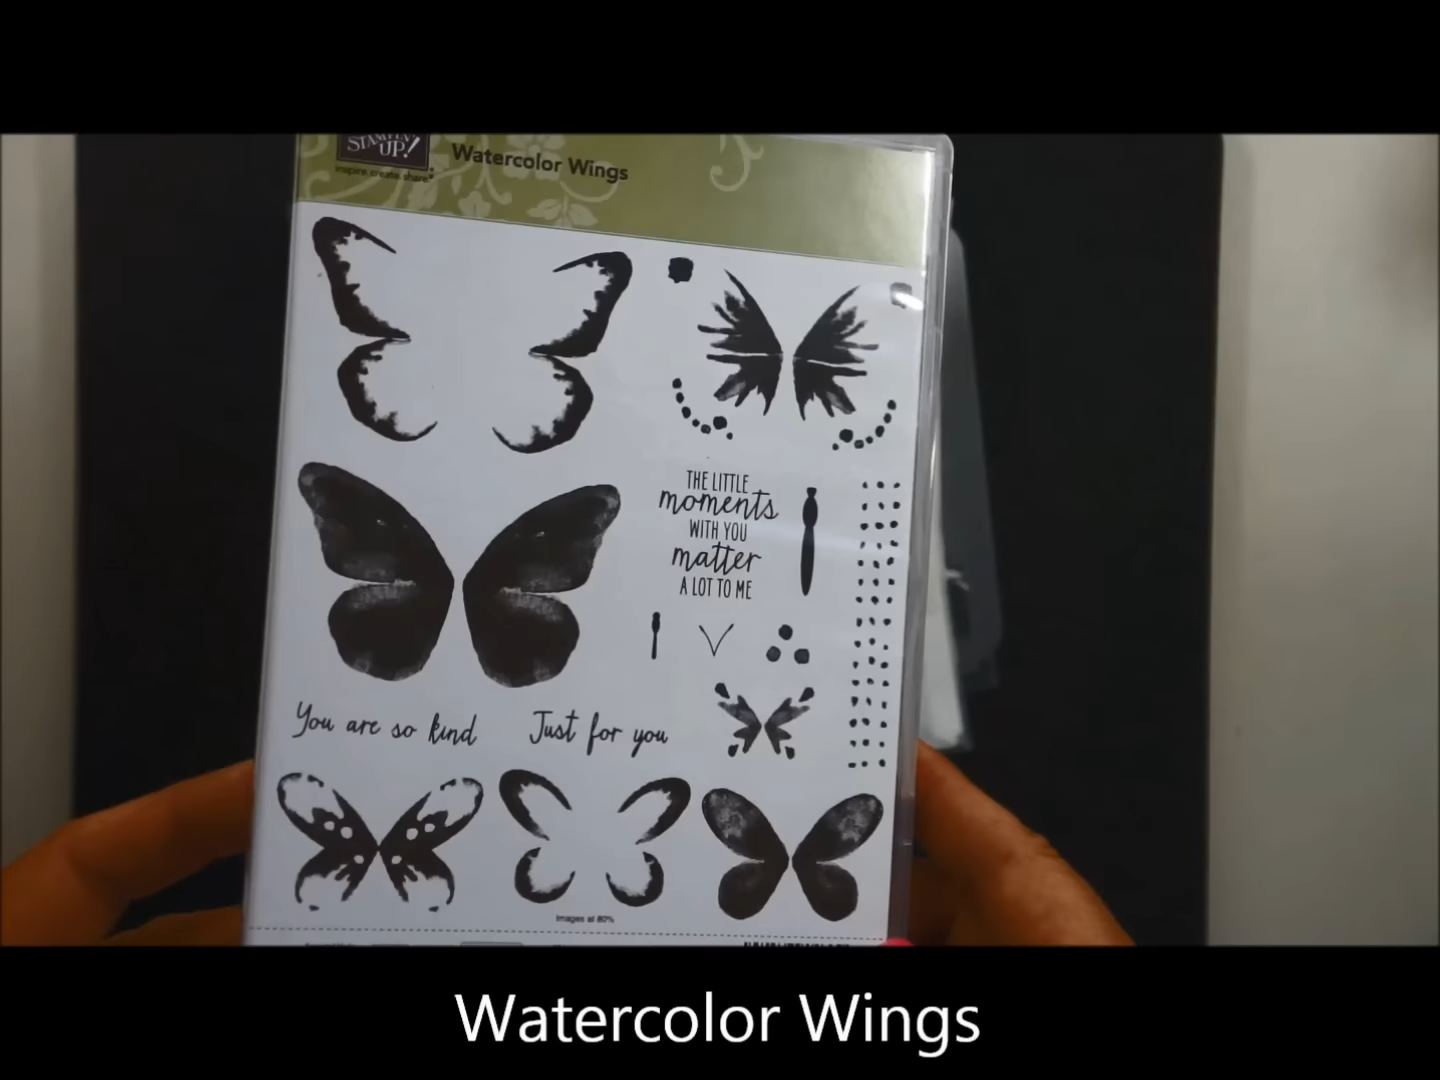 STAMPIN' UP!
inspire.create.share.
Watercolor Wings
THE LITTLE
moments
WITH YOU
matter
A LOT TO ME
You are so kind
Just for you
Images at 80%
Watercolor Wings